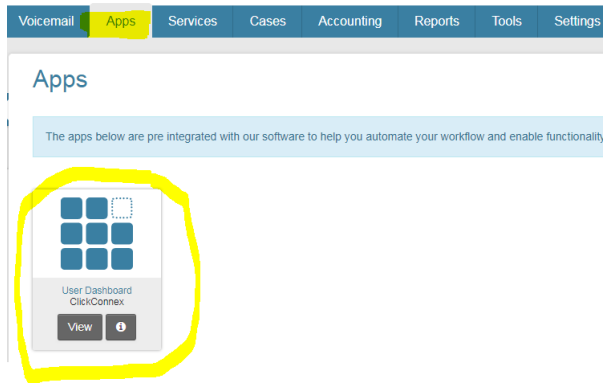 Voicemail Apps Services Cases Accounting Reports Tools Settings
Apps
The apps below are pre integrated with our software to help you automate your workflow and enable functionality
User Dashboard
ClickConnex
View